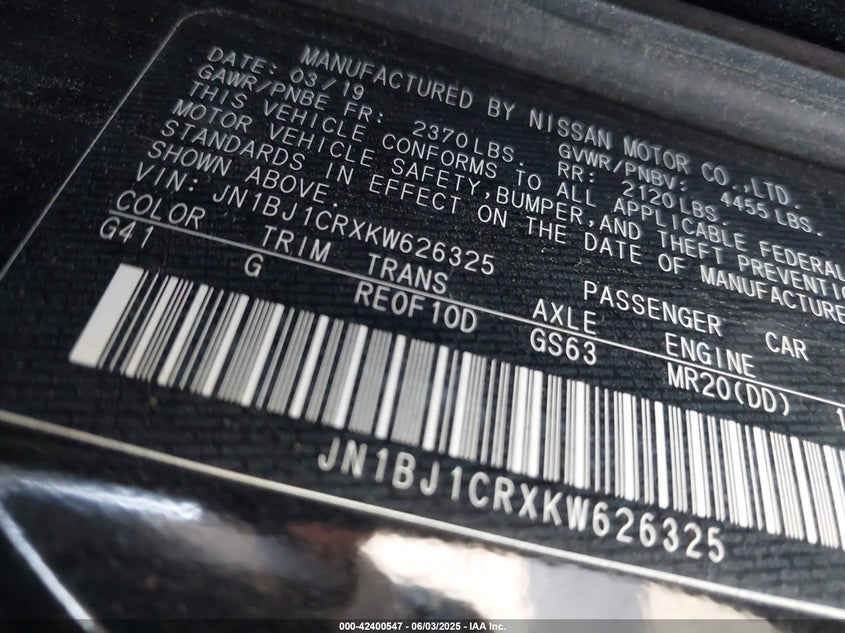 MANUFACTURED BY NISSAN MOTOR CO.,LTD.
DATE: 03/19 GVWR/PNBV: 4455 LBS.
GAWR/PNBE FR: 2370LBS. RR: 2120LBS.
THIS VEHICLE CONFORMS TO ALL APPLICABLE FEDERAL
MOTOR VEHICLE SAFETY,BUMPER,AND THEFT PREVENTIO
STANDARDS IN EFFECT ON THE DATE OF MANUFACTURE
SHOWN ABOVE.
VIN: JN1BJ1CRXKW626325 PASSENGER CAR
COLOR TRIM TRANS AXLE ENGINE
G41 G RE0F10D GS63 MR20(DD) 1
JN1BJ1CRXKW626325
000-42400547 - 06/03/2025 - IAA Inc.